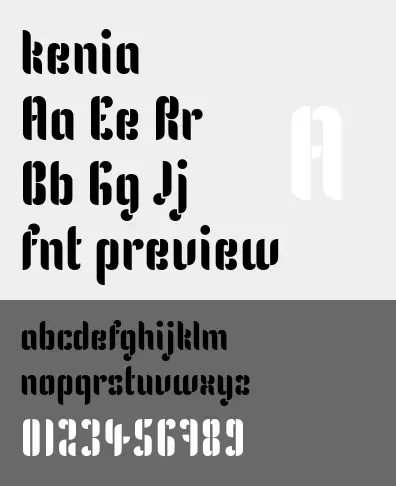 kenia
Aa Ee Rr
A
Bb Gg Jj
fnt preview
abcdefghijklm
nopqrstuvwxyz
0123456789